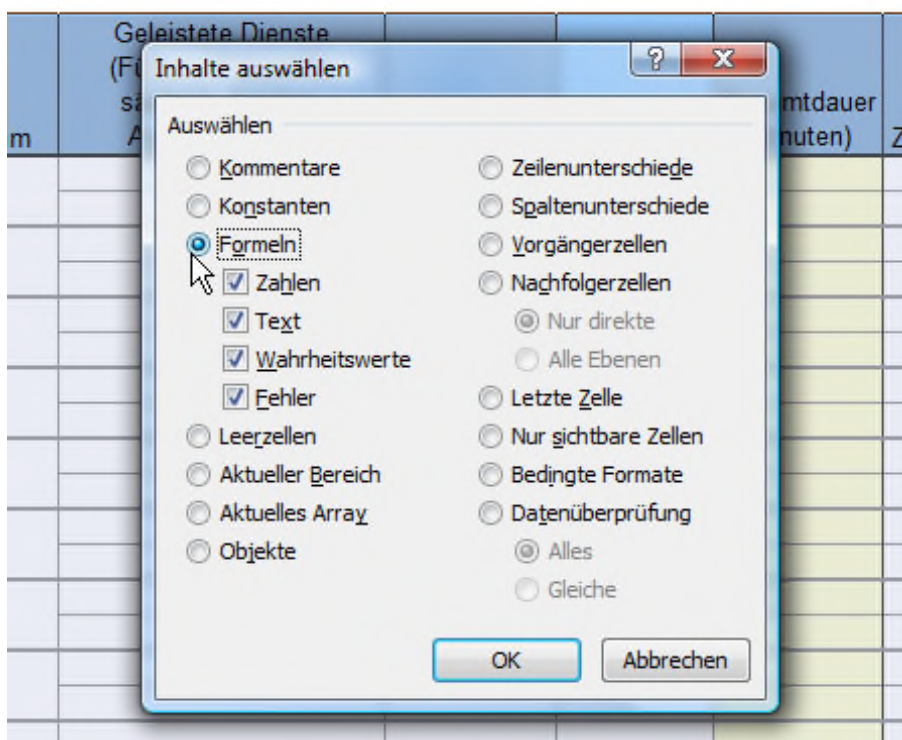 Geleistete Dienste
Inhalte auswählen
m
Auswählen
Kommentare
Konstanten
Formeln
Zahlen
Text
Wahrheitswerte
Fehler
Leerzellen
Aktueller Bereich
Aktuelles Array
Objekte
Zeilenunterschiede
Spaltenunterschiede
Vorgängerzellen
Nachfolgerzellen
Nur direkte
Alle Ebenen
Letzte Zelle
Nur sichtbare Zellen
Bedingte Formate
Datenüberprüfung
Alles
Gleiche
OK
Abbrechen
mtdauer
nuten)